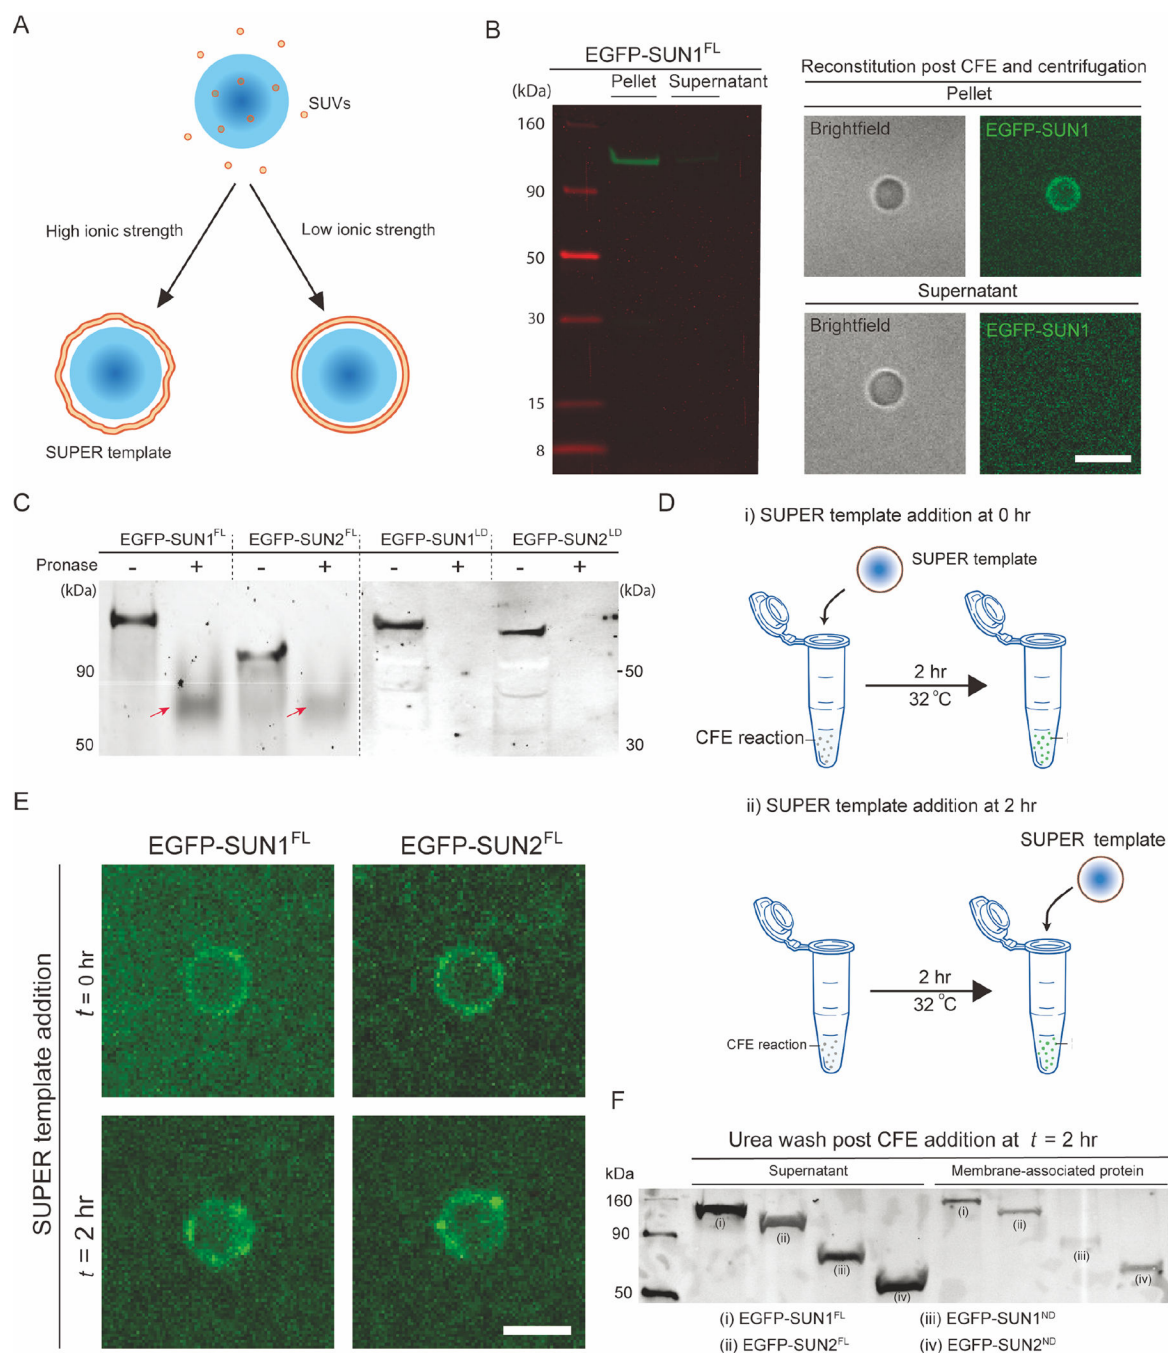 A
SUVs
High ionic strength
Low ionic strength
SUPER template
B
EGFP-SUN1FL
(kDa)
Pellet
Supernatant
160
90
50
30
15
8
Reconstitution post CFE and centrifugation
Pellet
Brightfield
EGFP-SUN1
Supernatant
Brightfield
EGFP-SUN1
C
EGFP-SUN1FL
EGFP-SUN2FL
EGFP-SUN1LD
EGFP-SUN2LD
Pronase - + - + - + - +
(kDa)
(kDa)
90
50
50
30
D
i) SUPER template addition at 0 hr
SUPER template
2 hr
32 °C
CFE reaction
ii) SUPER template addition at 2 hr
SUPER template
2 hr
32 °C
CFE reaction
E
EGFP-SUN1FL
EGFP-SUN2FL
SUPER template addition
t = 0 hr
t = 2 hr
F
Urea wash post CFE addition at t = 2 hr
kDa
Supernatant
Membrane-associated protein
160
90
50
(i)
(ii)
(iii)
(iv)
(i)
(ii)
(iii)
(iv)
(i) EGFP-SUN1FL
(iii) EGFP-SUN1ND
(ii) EGFP-SUN2FL
(iv) EGFP-SUN2ND